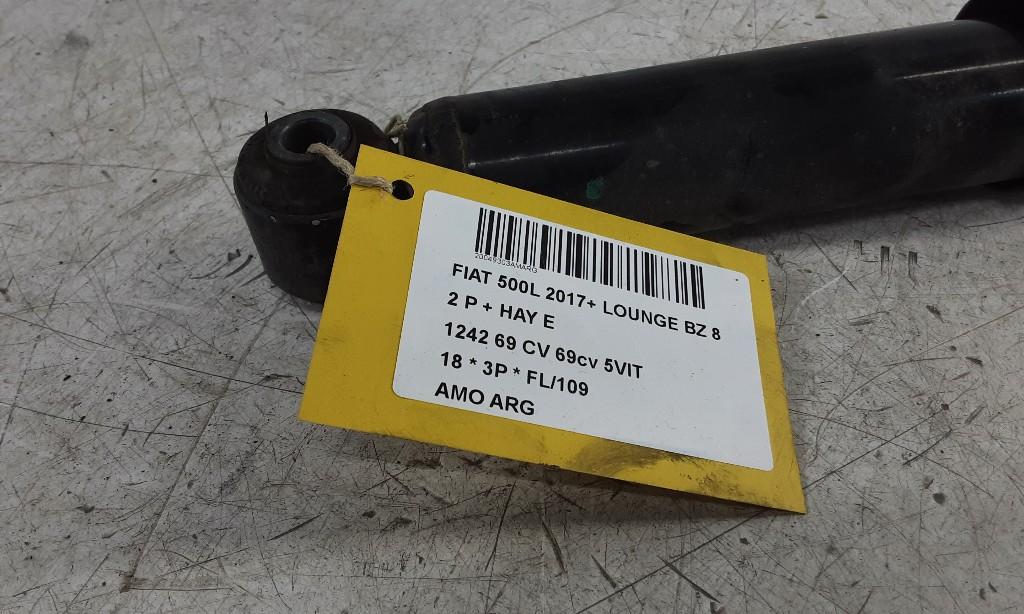 20049303AMARG
FIAT 500L 2017+ LOUNGE BZ 8
2 P + HAY E
1242 69 CV 69cv 5VIT
18 * 3P * FL/109
AMO ARG